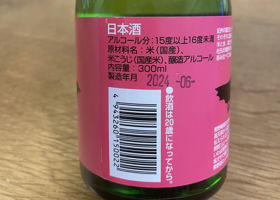 日本酒
アルコール分：15度以上16度未満
原材料名：米（国産）、
米こうじ（国産米）、醸造アルコール
内容量：300ml
製造年月 2024 -06-
●飲酒は20歳になってから。
4 943260 150022